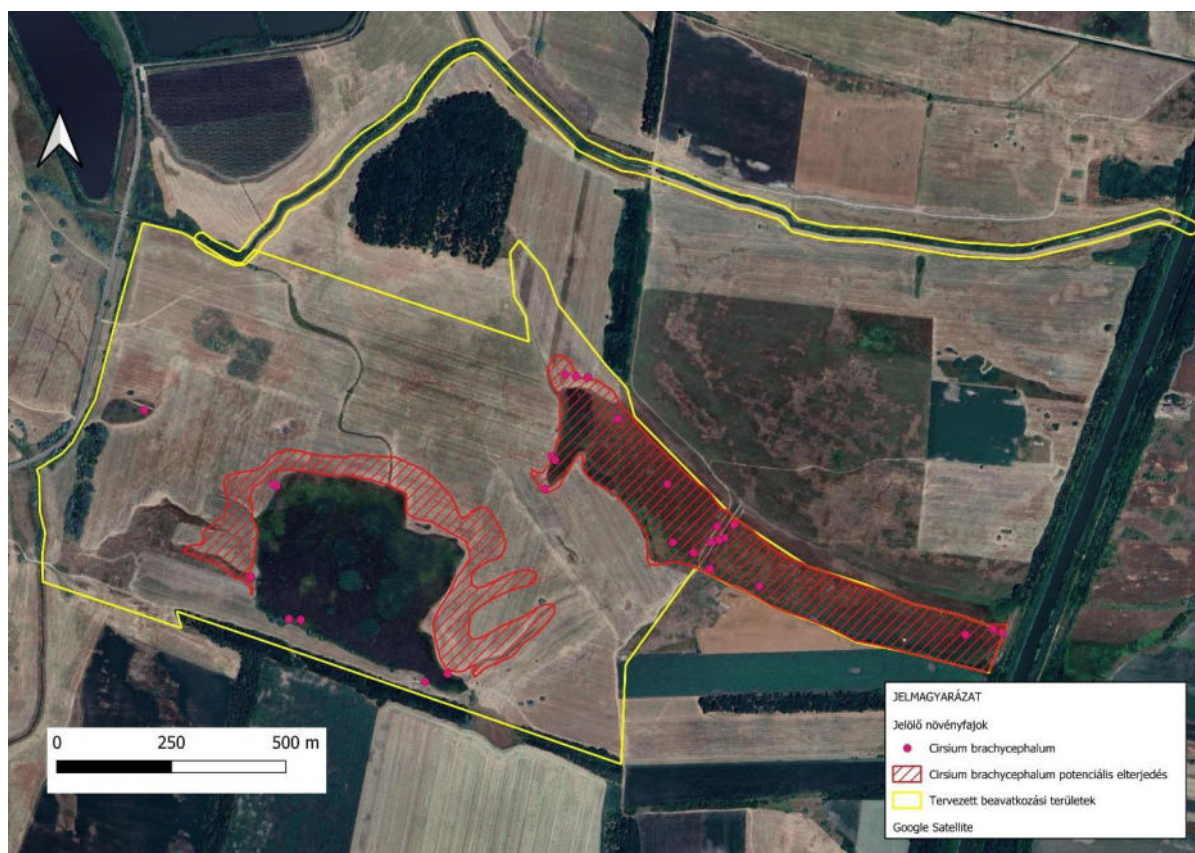 0 250 500 m
JELMAGYARÁZAT
Jelölő növényfajok
Cirsium brachycephalum
Cirsium brachycephalum potenciális elterjedés
Tervezett beavatkozási területek
Google Satellite